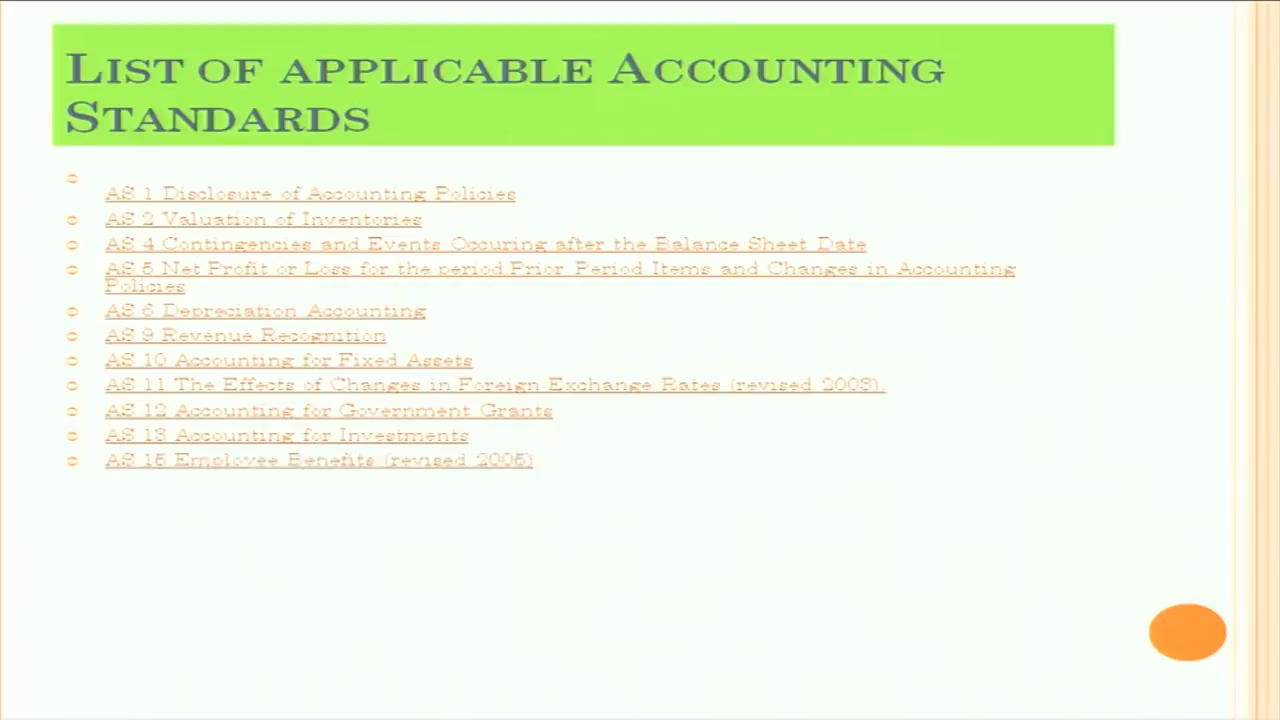 LIST OF APPLICABLE ACCOUNTING
STANDARDS
AS 1 Disclosure of Accounting Policies
AS 2 Valuation of Inventories
AS 4 Contingencies and Events Occuring after the Balance Sheet Date
AS 5 Net Profit or Loss for the period,Prior Period Items and Changes in Accounting
Policies
AS 6 Depreciation Accounting
AS 9 Revenue Recognition
AS 10 Accounting for Fixed Assets
AS 11 The Effects of Changes in Foreign Exchange Rates (revised 2003),
AS 12 Accounting for Government Grants
AS 13 Accounting for Investments
AS 15 Employee Benefits (revised 2005)